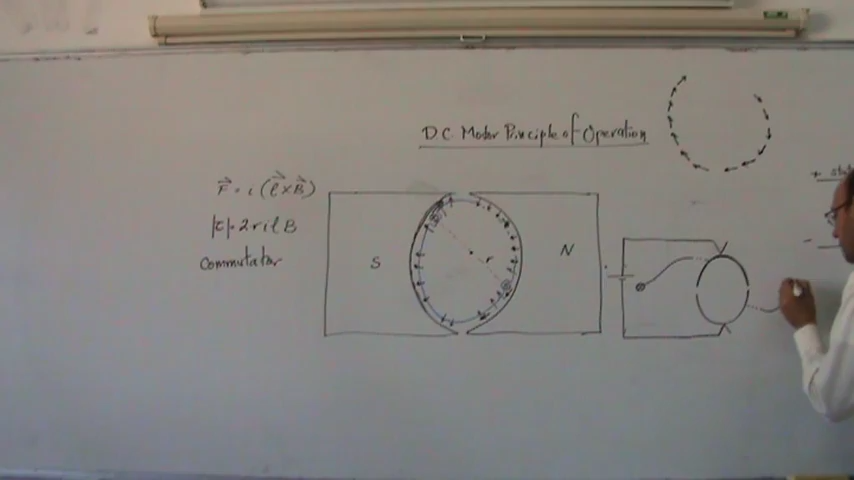 D.C. Motor Principle of Operation
F = i (l × B)
|τ| = 2 r i l B
Commutator
S
r
N
+
-